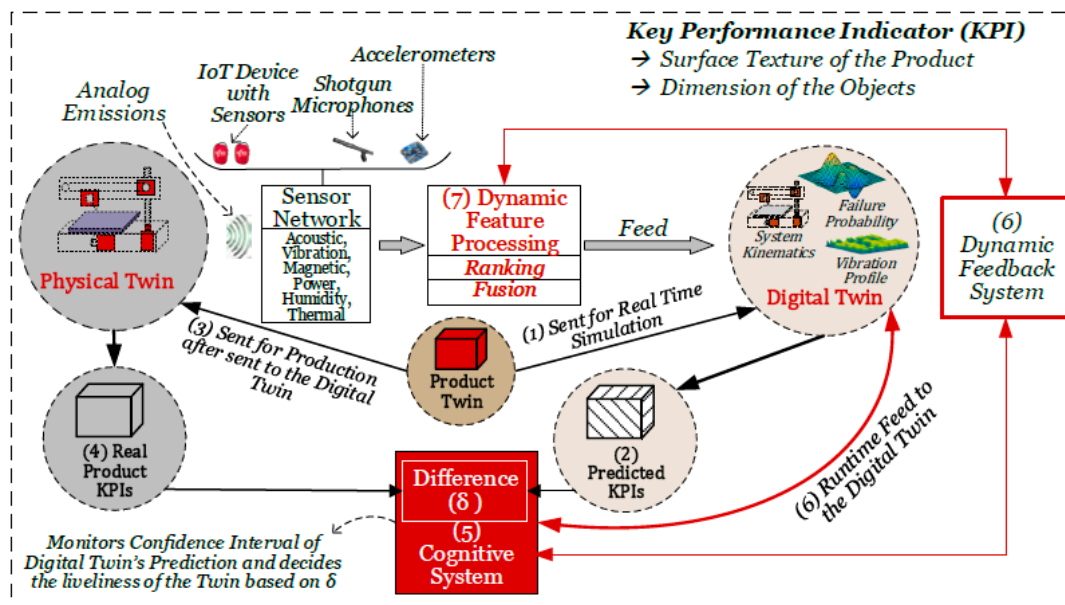 Key Performance Indicator (KPI)
→ Surface Texture of the Product
→ Dimension of the Objects
Analog
Emissions
IoT Device
with
Sensors
Shotgun
Microphones
Accelerometers
Physical Twin
Sensor
Network
Acoustic,
Vibration,
Magnetic,
Power,
Humidity,
Thermal
(7) Dynamic
Feature
Processing
Ranking
Fusion
Feed
Failure
Probability
System
Kinematics
Vibration
Profile
Digital Twin
(6)
Dynamic
Feedback
System
(3) Sent for Production
after sent to the Digital
Twin
Product
Twin
(1) Sent for Real Time
Simulation
(4) Real
Product
KPIs
(2)
Predicted
KPIs
(6) Runtime Feed to
the Digital Twin
Difference
(δ )
(5)
Cognitive
System
Monitors Confidence Interval of
Digital Twin's Prediction and decides
the liveliness of the Twin based on δ